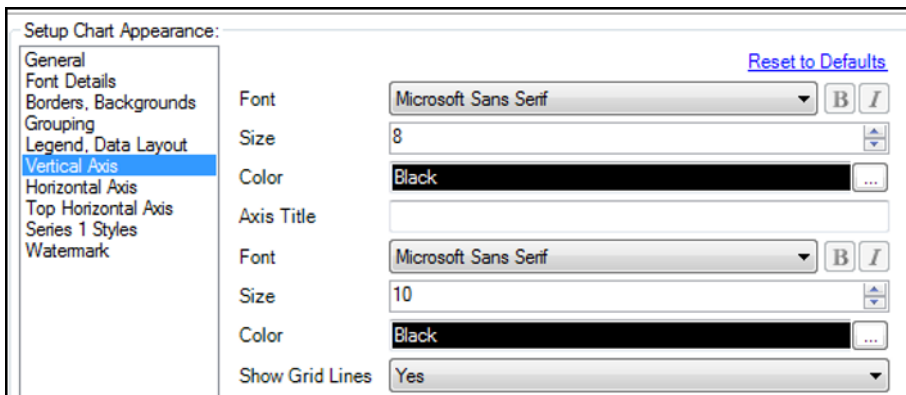 Setup Chart Appearance:
General
Font Details
Borders, Backgrounds
Grouping
Legend, Data Layout
Vertical Axis
Horizontal Axis
Top Horizontal Axis
Series 1 Styles
Watermark
Reset to Defaults
Font Microsoft Sans Serif B I
Size 8
Color Black ...
Axis Title
Font Microsoft Sans Serif B I
Size 10
Color Black ...
Show Grid Lines Yes